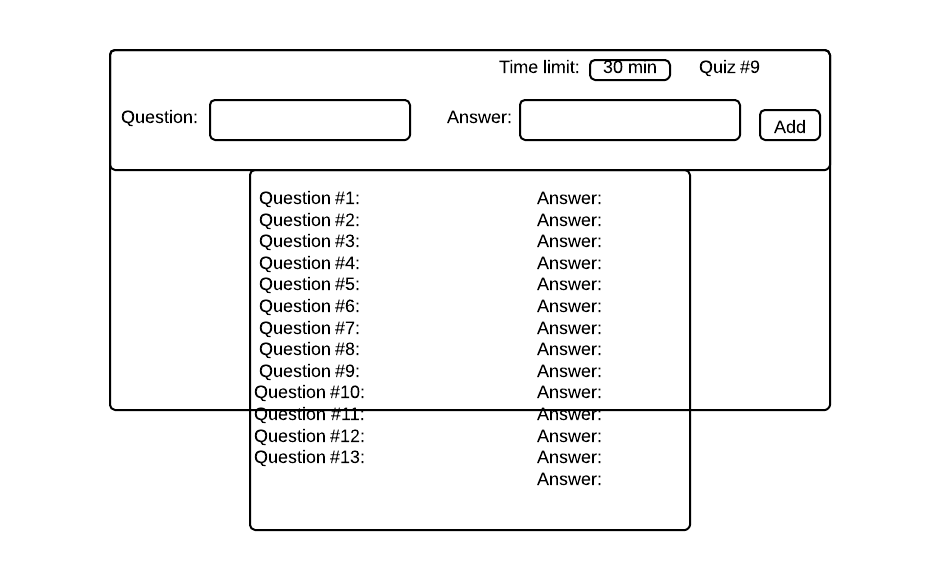 Time limit: 30 min Quiz #9
Question: Answer: Add
Question #1: Answer:
Question #2: Answer:
Question #3: Answer:
Question #4: Answer:
Question #5: Answer:
Question #6: Answer:
Question #7: Answer:
Question #8: Answer:
Question #9: Answer:
Question #10: Answer:
Question #11: Answer:
Question #12: Answer:
Question #13: Answer:
Answer: